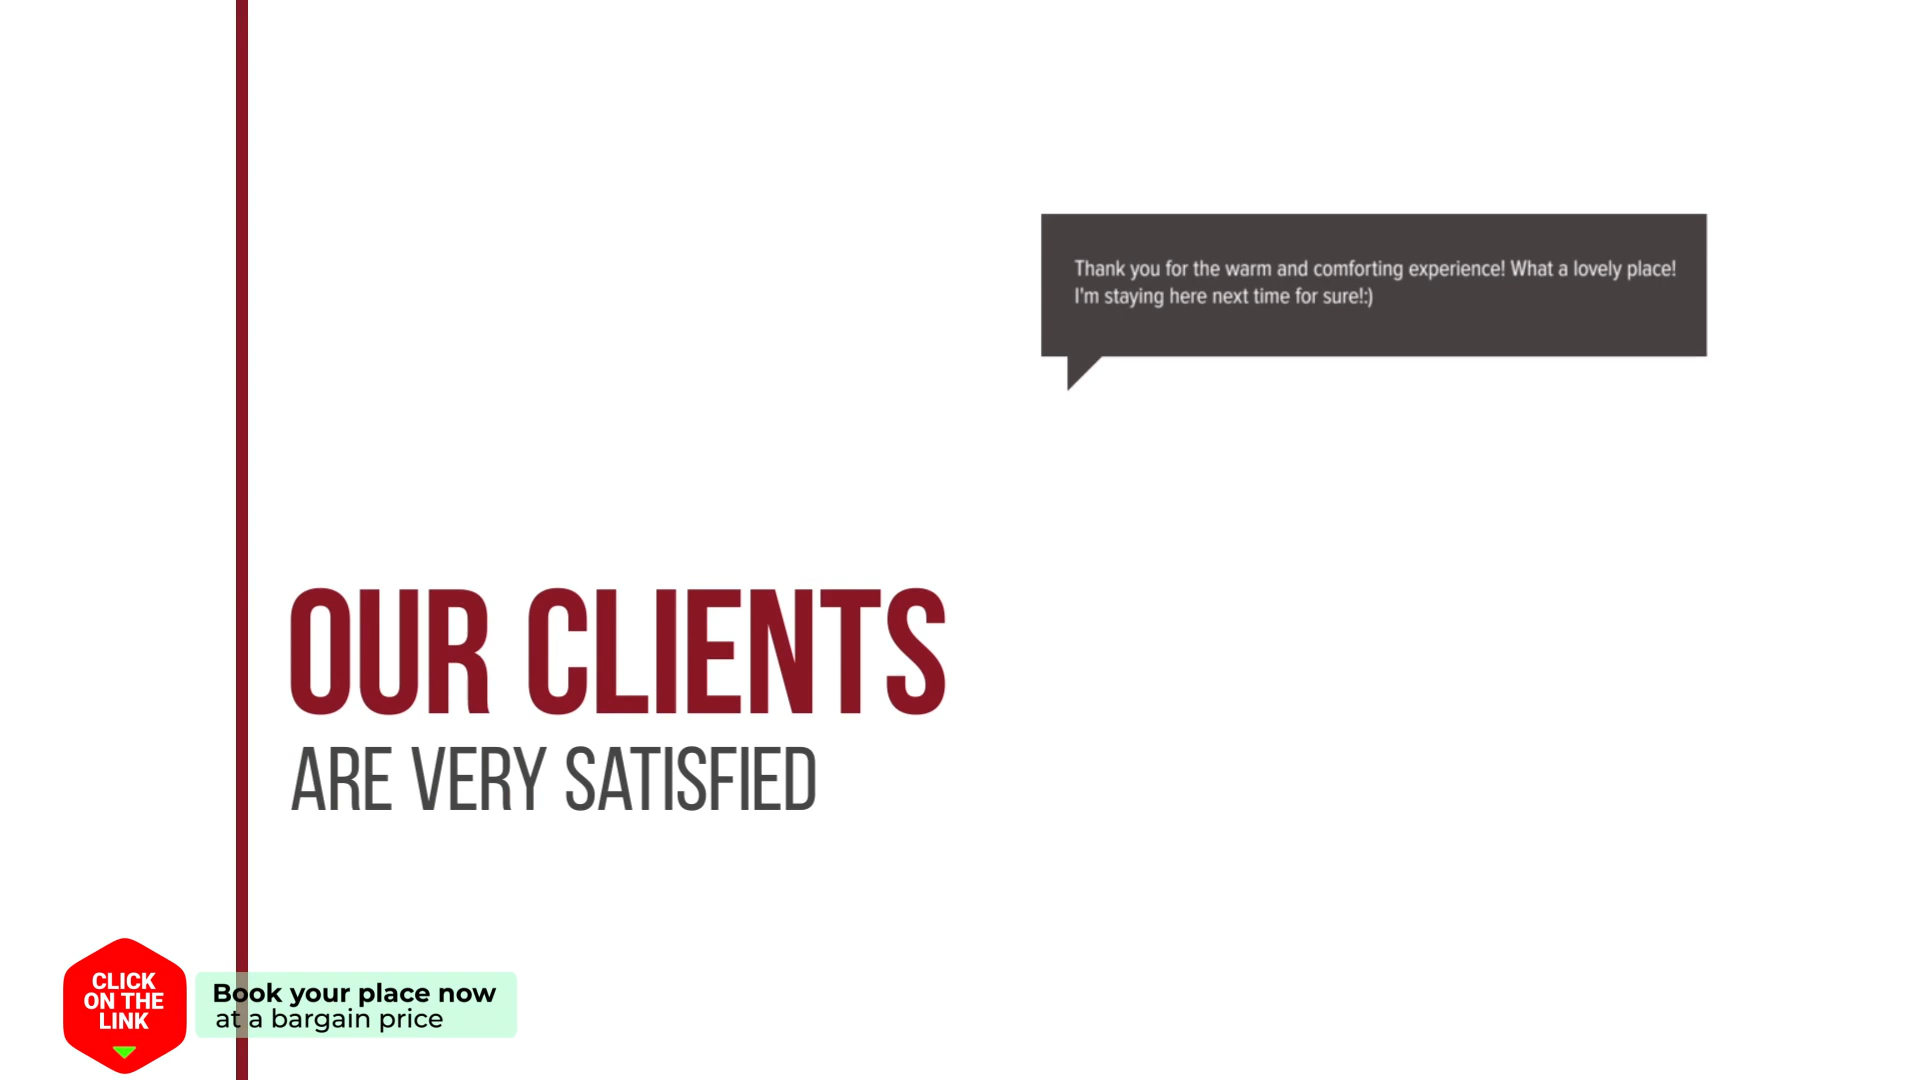 Thank you for the warm and comforting experience! What a lovely place!
I'm staying here next time for sure!:)
OUR CLIENTS
ARE VERY SATISFIED
CLICK
ON THE
LINK
Book your place now
at a bargain price